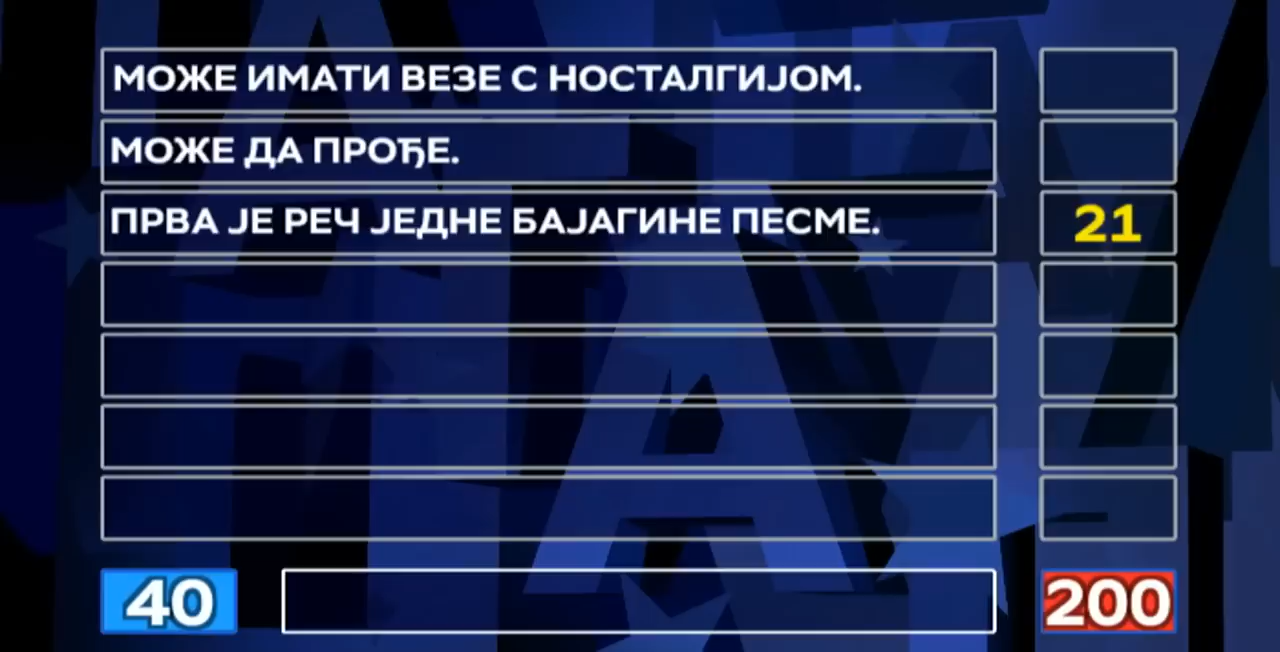 МОЖЕ ИМАТИ ВЕЗЕ С НОСТАЛГИЈОМ.
МОЖЕ ДА ПРОЂЕ.
ПРВА ЈЕ РЕЧ ЈЕДНЕ БАЈАГИНЕ ПЕСМЕ. 21
40 200